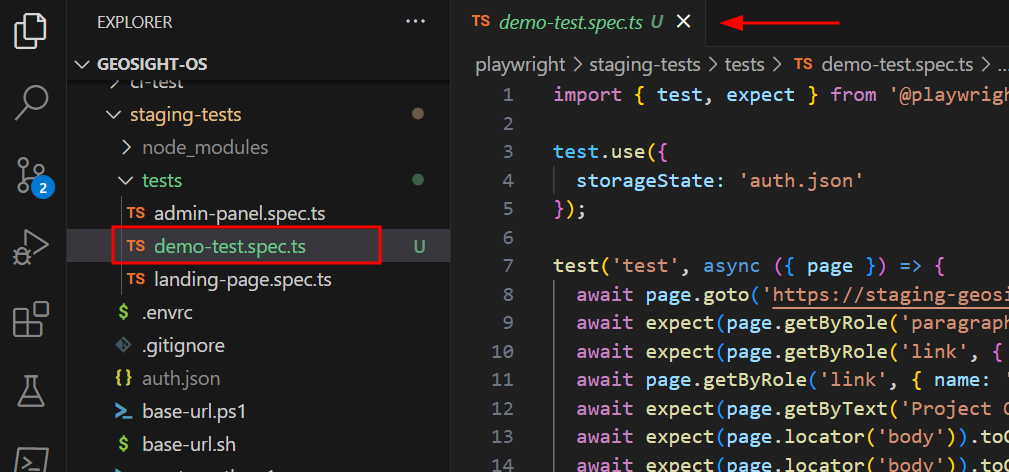 EXPLORER ...
GEOSIGHT-OS
ci-test
staging-tests
node_modules
tests
TS admin-panel.spec.ts
TS demo-test.spec.ts U
TS landing-page.spec.ts
$ .envrc
.gitignore
{} auth.json
base-url.ps1
$ base-url.sh
2
TS demo-test.spec.ts U
playwright > staging-tests > tests > TS demo-test.spec.ts > ...
1 import { test, expect } from '@playwrigh
2
3 test.use({
4 storageState: 'auth.json'
5 });
6
7 test('test', async ({ page }) => {
8 await page.goto('https://staging-geosi
9 await expect(page.getByRole('paragraph
10 await expect(page.getByRole('link', {
11 await page.getByRole('link', { name: '
12 await expect(page.getByText('Project
13 await expect(page.locator('body')).to
14 await expect(page.locator('body')).to